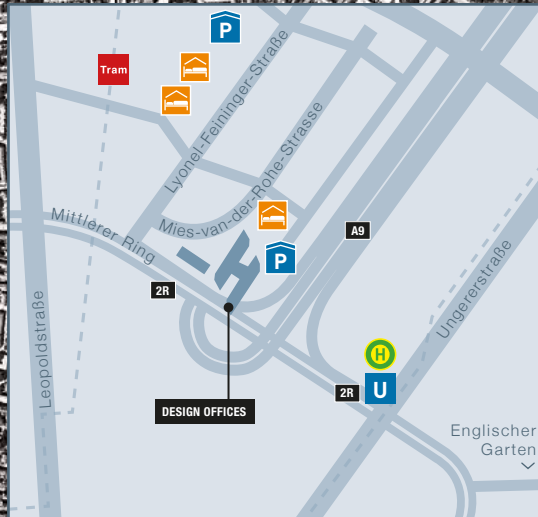 P
Tram
Lyonel-Feininger-Straße
Mies-van-der-Rohe-Strasse
Mittlerer Ring
A9
P
2R
Ungererstraße
Leopoldstraße
H
U
2R
DESIGN OFFICES
Englischer
Garten